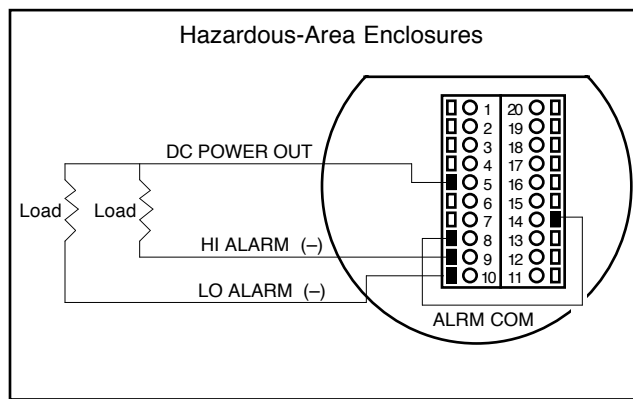 Hazardous-Area Enclosures
1 20
2 19
3 18
DC POWER OUT 4 17
5 16
Load Load 6 15
7 14
HI ALARM (–) 8 13
9 12
LO ALARM (–) 10 11
ALRM COM